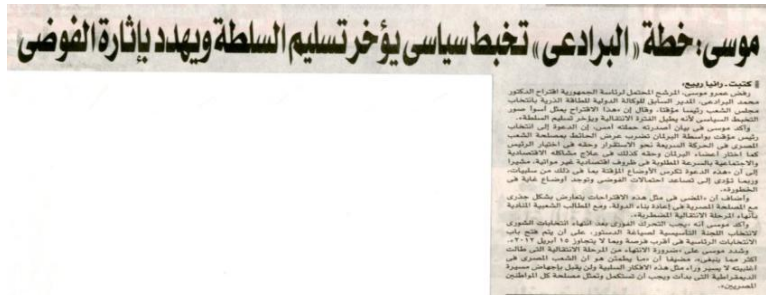 موسى: خطة «البرادعى» تخبط سياسى يؤخر تسليم السلطة ويهدد بإثارة الفوضى
كتبت ـ رانيا ربيع:
رفض عمرو موسى، المرشح المحتمل لرئاسة الجمهورية اقتراح الدكتور
محمد البرادعى، المدير السابق للوكالة الدولية للطاقة الذرية بانتخاب
مجلس الشعب رئيسا مؤقتا، وقال إن «هذا الاقتراح يمثل أسوأ صور
التخبط السياسى لأنه يطيل الفترة الانتقالية ويؤخر تسليم السلطة».
وأكد موسى فى بيان أصدرته حملته أمس، إن الدعوة إلى انتخاب
رئيس مؤقت بواسطة البرلمان تضرب عرض الحائط بمصلحة الشعب
المصرى فى الحركة السريعة نحو الاستقرار وحقه فى اختيار الرئيس
كما اختار أعضاء البرلمان وحقه كذلك فى علاج مشاكله الاقتصادية
والاجتماعية بالسرعة المطلوبة فى ظروف اقتصادية غير مواتية، مشيرا
إلى أن «هذه الدعوة تكرس الأوضاع المؤقتة بما فى ذلك من سلبيات،
وربما تؤدى إلى تصاعد احتمالات الفوضى وتوجد أوضاع غاية فى
الخطورة».
وأضاف أن «المضى فى مثل هذه الاقتراحات يتعارض بشكل جذرى
مع المصلحة المصرية فى إعادة بناء الدولة، ومع المطالب الشعبية المنادية
بإنهاء المرحلة الانتقالية المضطربة».
وأكد موسى أنه «يجب التحرك الفورى بعد انتهاء انتخابات الشورى
لانتخاب اللجنة التأسيسية لصياغة الدستور، على أن يتم فتح باب
الانتخابات الرئاسية فى أقرب فرصة وبما لا يتجاوز ١٥ أبريل ٢٠١٢».
وشدد موسى على «ضرورة الانتهاء من المرحلة الانتقالية التى طالت
أكثر مما ينبغى»، مضيفا أن «ما يطمئن هو أن الشعب المصرى فى
أغلبيته لا يسير وراء مثل هذه الأفكار السلبية ولن يقبل بإجهاض مسيرة
الديمقراطية التى بدأت ويجب أن تستكمل وتمثل مصلحة كل المواطنين
المصريين».